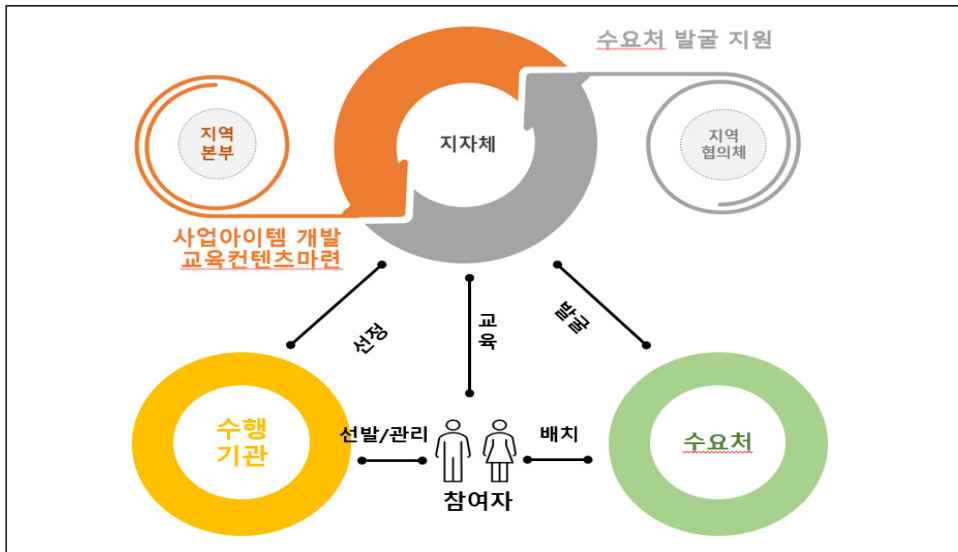 수요처 발굴 지원
지역
본부
지자체
지역
협의체
사업아이템 개발
교육컨텐츠마련
선정
교
육
발굴
수행
기관
선발/관리
배치
수요처
참여자